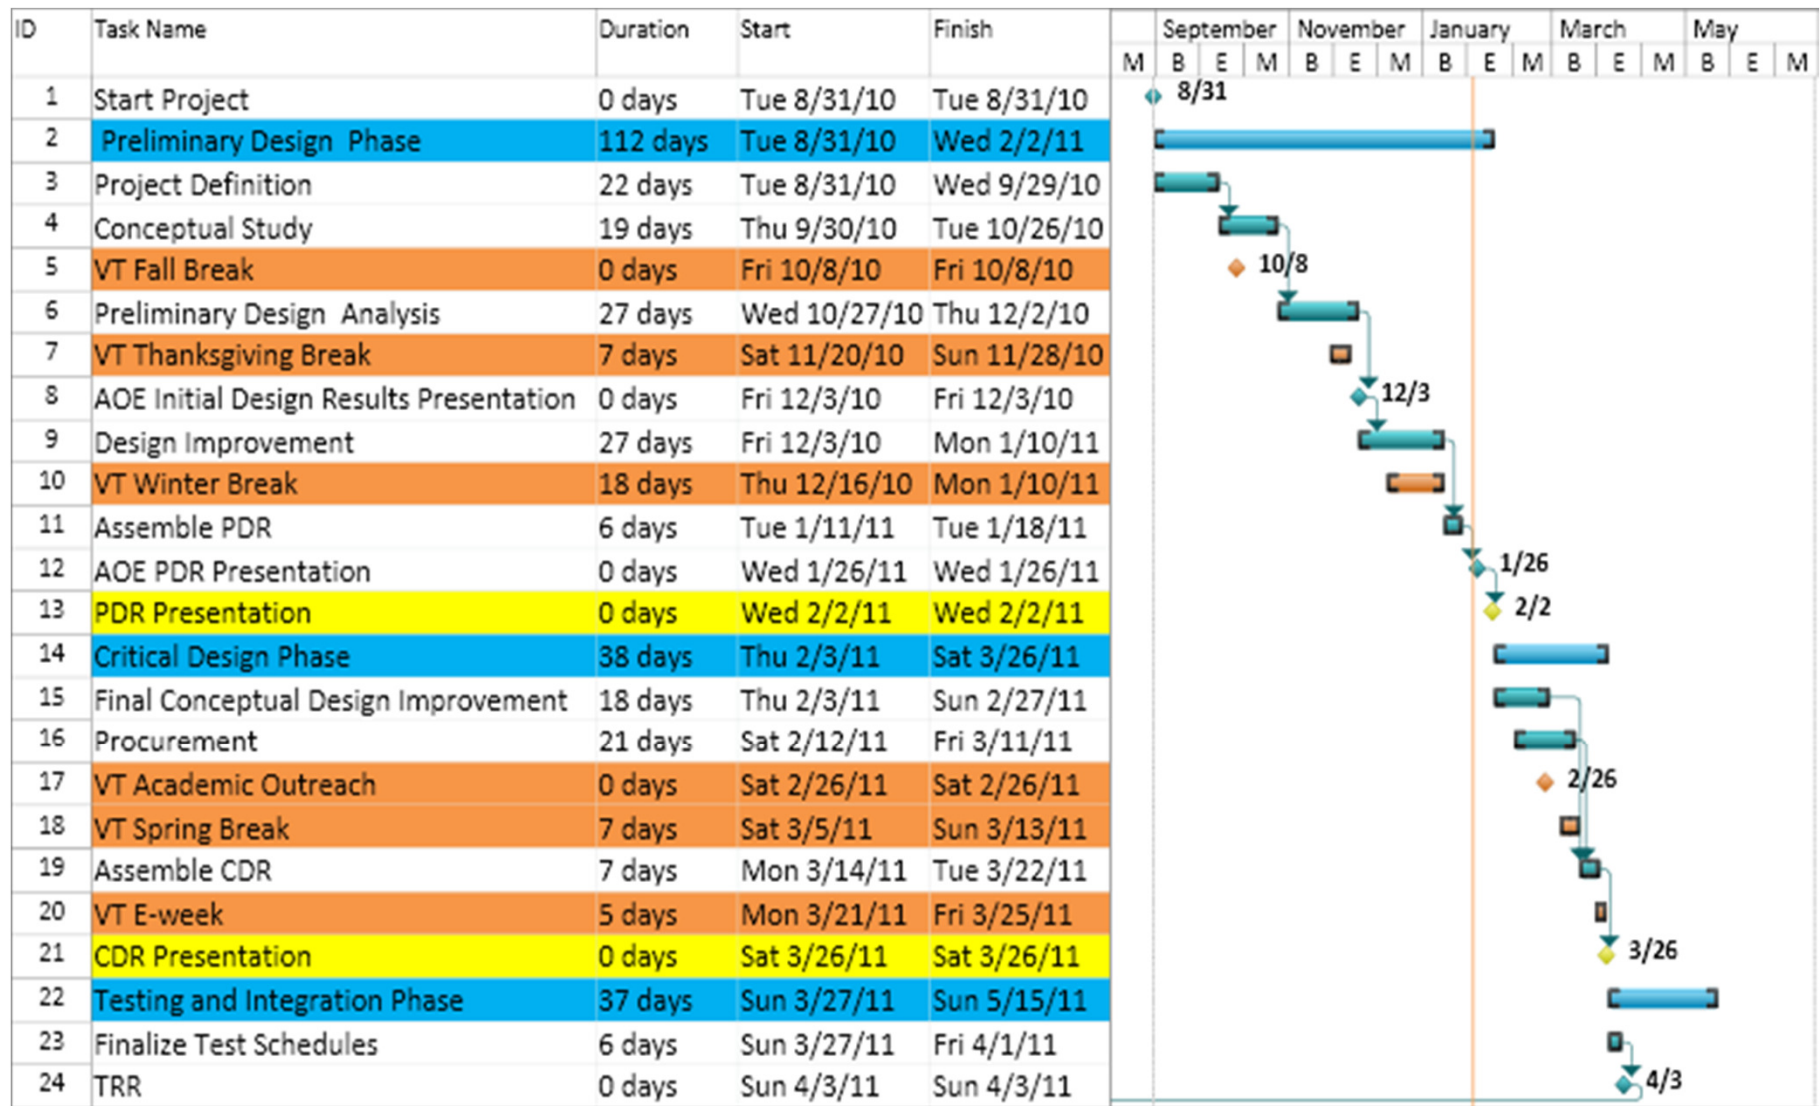 ID Task Name Duration Start Finish September November January March May
M B E M B E M B E M B E M B E M
1 Start Project 0 days Tue 8/31/10 Tue 8/31/10 8/31
2 Preliminary Design Phase 112 days Tue 8/31/10 Wed 2/2/11
3 Project Definition 22 days Tue 8/31/10 Wed 9/29/10
4 Conceptual Study 19 days Thu 9/30/10 Tue 10/26/10
5 VT Fall Break 0 days Fri 10/8/10 Fri 10/8/10 10/8
6 Preliminary Design Analysis 27 days Wed 10/27/10 Thu 12/2/10
7 VT Thanksgiving Break 7 days Sat 11/20/10 Sun 11/28/10
8 AOE Initial Design Results Presentation 0 days Fri 12/3/10 Fri 12/3/10 12/3
9 Design Improvement 27 days Fri 12/3/10 Mon 1/10/11
10 VT Winter Break 18 days Thu 12/16/10 Mon 1/10/11
11 Assemble PDR 6 days Tue 1/11/11 Tue 1/18/11
12 AOE PDR Presentation 0 days Wed 1/26/11 Wed 1/26/11 1/26
13 PDR Presentation 0 days Wed 2/2/11 Wed 2/2/11 2/2
14 Critical Design Phase 38 days Thu 2/3/11 Sat 3/26/11
15 Final Conceptual Design Improvement 18 days Thu 2/3/11 Sun 2/27/11
16 Procurement 21 days Sat 2/12/11 Fri 3/11/11
17 VT Academic Outreach 0 days Sat 2/26/11 Sat 2/26/11 2/26
18 VT Spring Break 7 days Sat 3/5/11 Sun 3/13/11
19 Assemble CDR 7 days Mon 3/14/11 Tue 3/22/11
20 VT E-week 5 days Mon 3/21/11 Fri 3/25/11
21 CDR Presentation 0 days Sat 3/26/11 Sat 3/26/11 3/26
22 Testing and Integration Phase 37 days Sun 3/27/11 Sun 5/15/11
23 Finalize Test Schedules 6 days Sun 3/27/11 Fri 4/1/11
24 TRR 0 days Sun 4/3/11 Sun 4/3/11 4/3